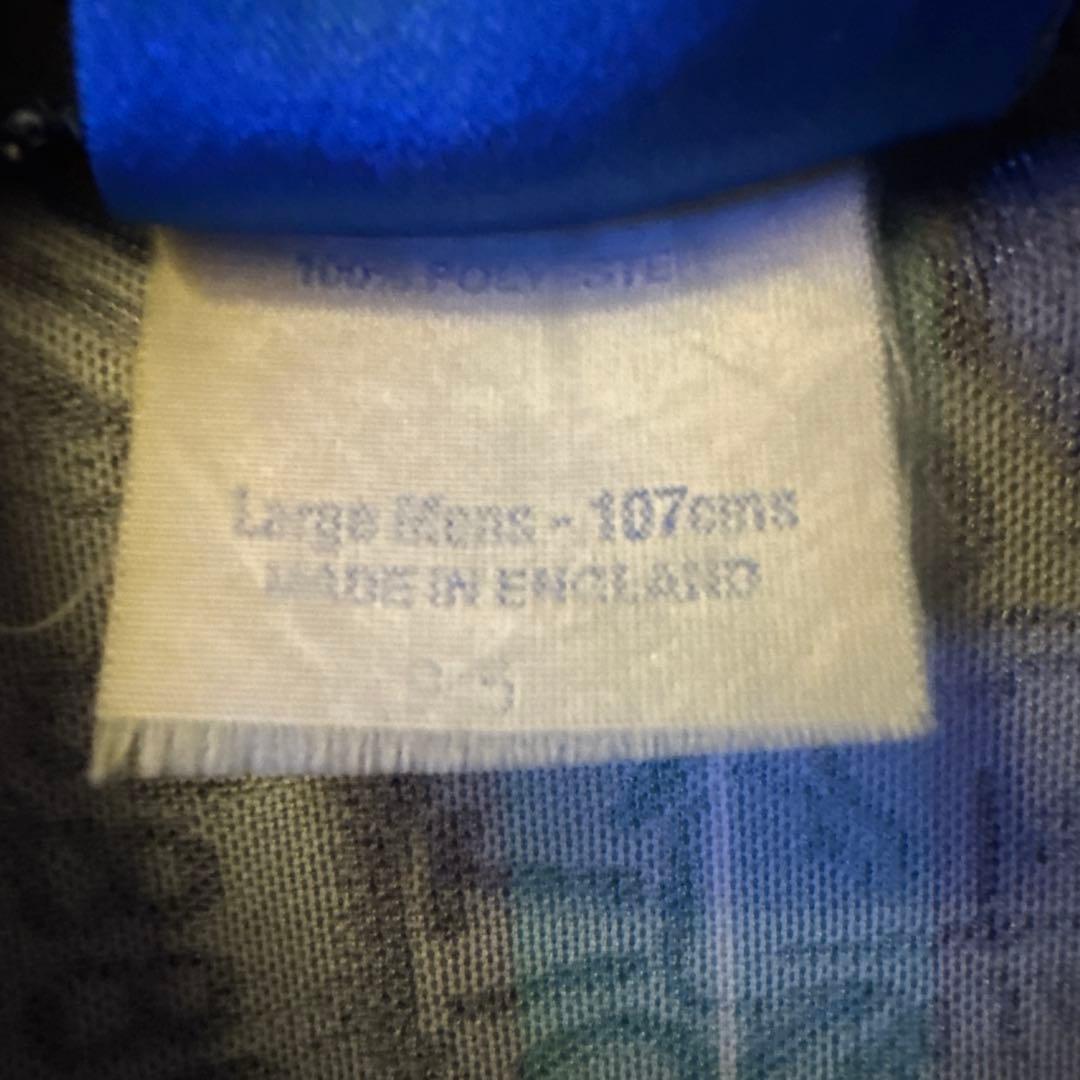 100% POLYESTER
Large Mens - 107cms
MADE IN ENGLAND